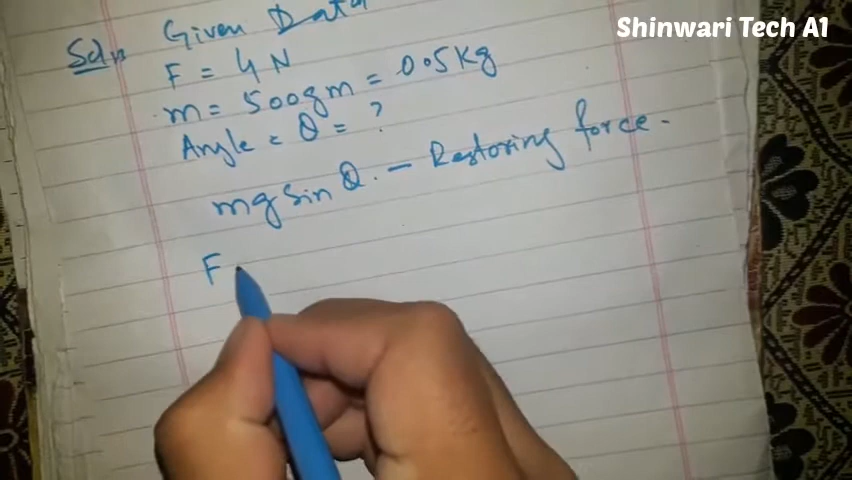 Shinwari Tech A1
Soln Given Data
F = 4 N
m = 500gm = 0.5Kg
Angle = θ = ?
mg sin θ. - Restoring force.
F